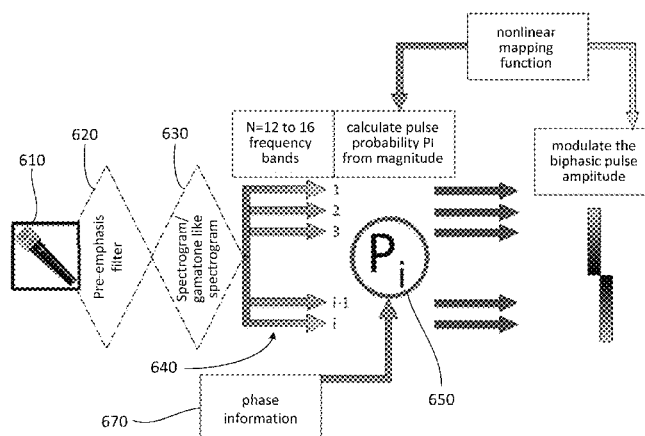 nonlinear
mapping
function
620
630
N=12 to 16
frequency
bands
calculate pulse
probability Pi
from magnitude
modulate the
biphasic pulse
amplitude
610
Pre-emphasis
filter
Spectrogram/
gamatone like
spectrogram
1
2
3
i-1
i
Pi
640
650
670
phase
information